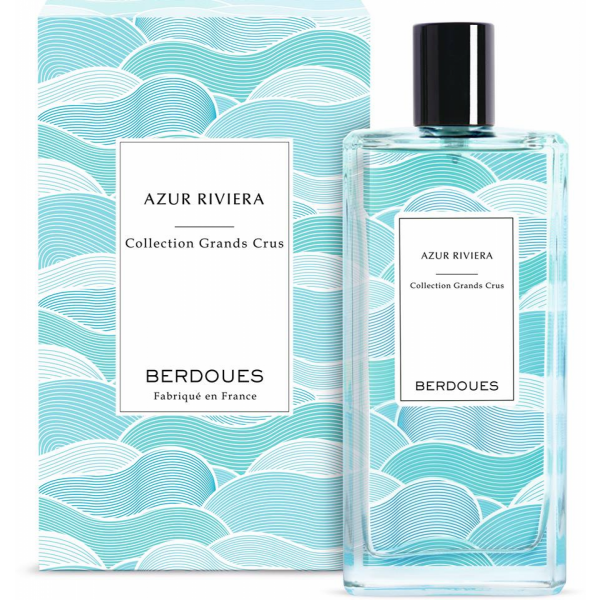 AZUR RIVIERA
Collection Grands Crus
BERDOUES
Fabriqué en France
AZUR RIVIERA
Collection Grands Crus
BERDOUES